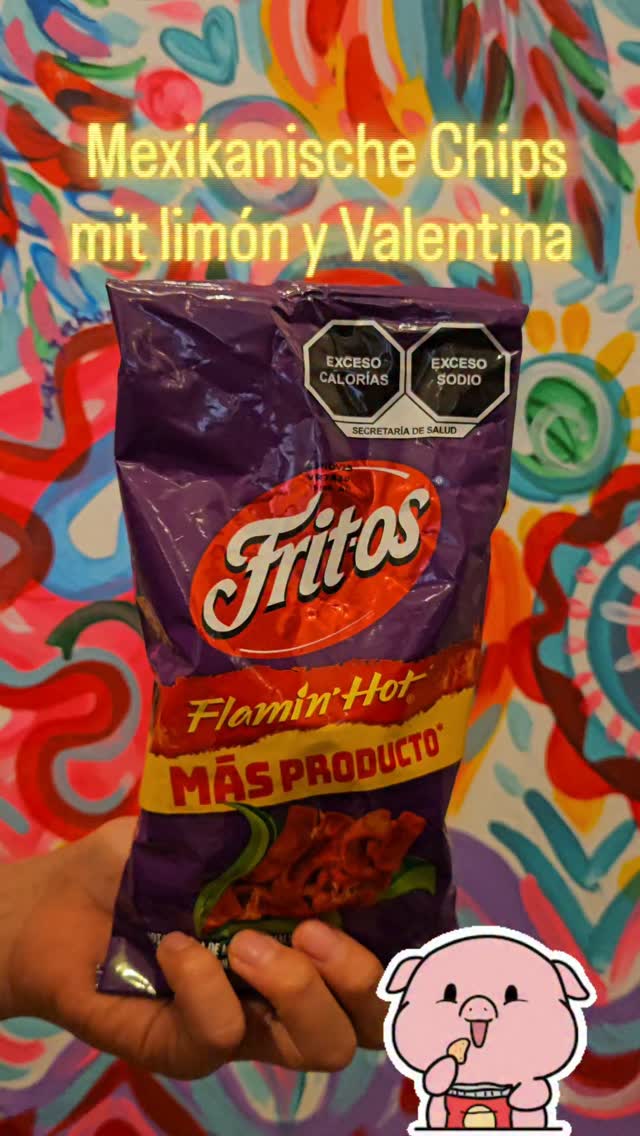 Mexikanische Chips
mit limón y Valentina
EXCESO
CALORÍAS
EXCESO
SODIO
SECRETARÍA DE SALUD
Fritos
Flamin' Hot
MÁS PRODUCTO*